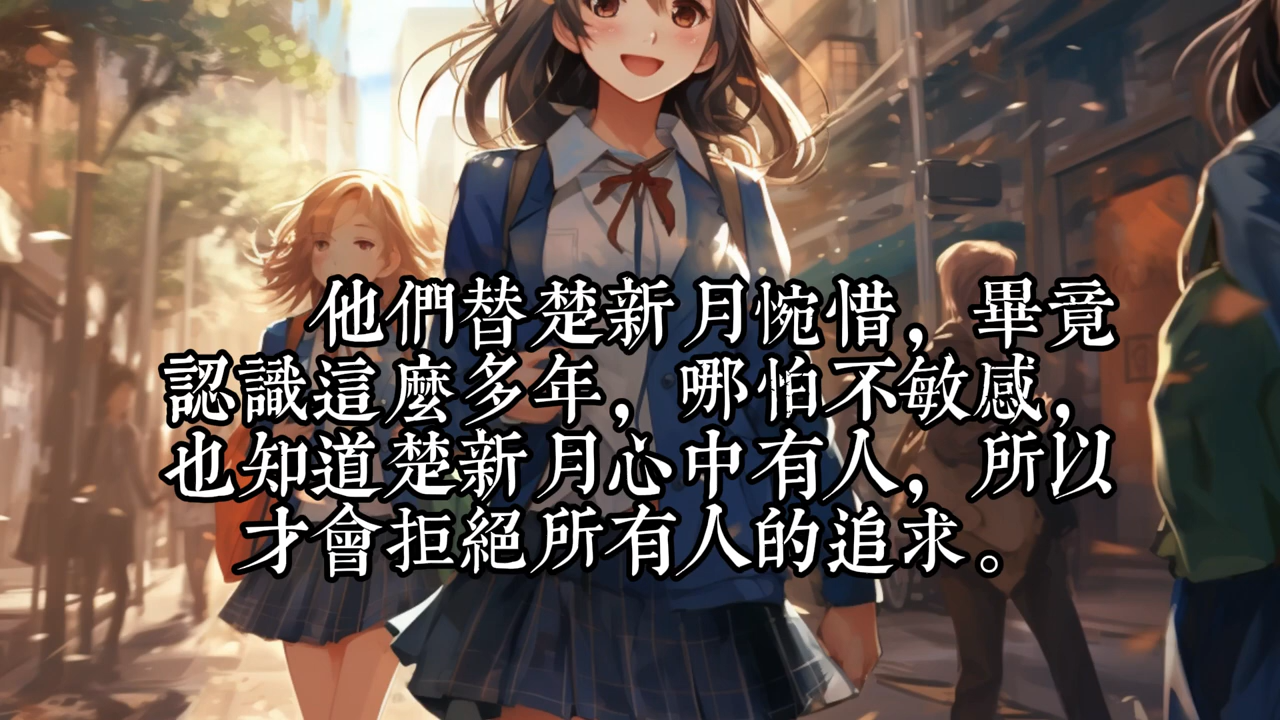 他們替楚新月惋惜，畢竟
認識這麼多年，哪怕不敏感，
也知道楚新月心中有人，所以
才會拒絕所有人的追求。